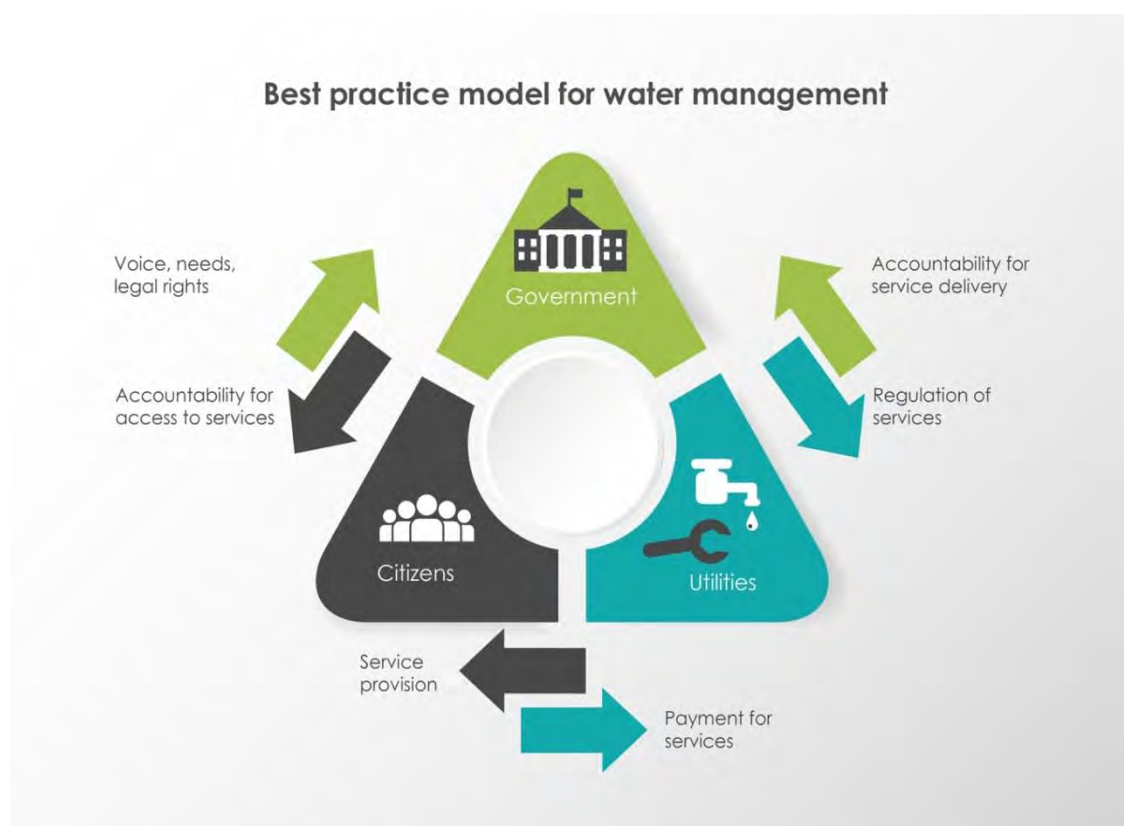 Best practice model for water management
Voice, needs,
legal rights
Accountability for
service delivery
Government
Accountability for
access to services
Regulation of
services
Citizens
Utilities
Service
provision
Payment for
services